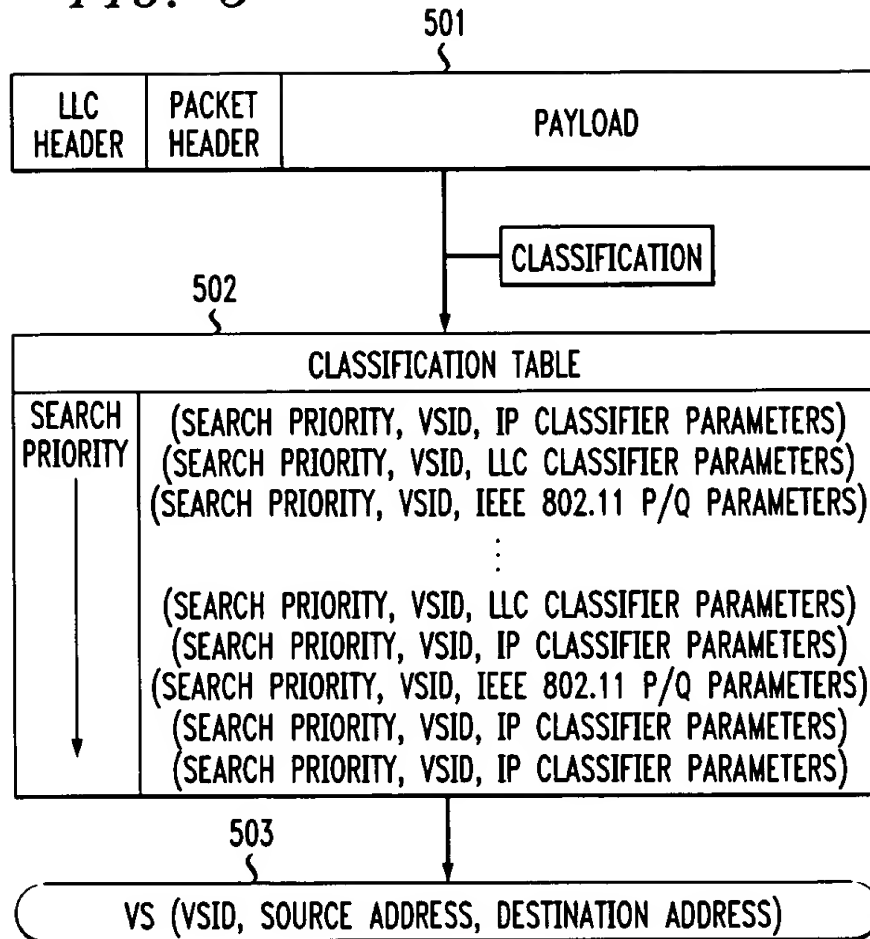 FIG. 5
501
LLC HEADER
PACKET HEADER
PAYLOAD
CLASSIFICATION
502
CLASSIFICATION TABLE
SEARCH PRIORITY
(SEARCH PRIORITY, VSID, IP CLASSIFIER PARAMETERS)
(SEARCH PRIORITY, VSID, LLC CLASSIFIER PARAMETERS)
(SEARCH PRIORITY, VSID, IEEE 802.11 P/Q PARAMETERS)
(SEARCH PRIORITY, VSID, LLC CLASSIFIER PARAMETERS)
(SEARCH PRIORITY, VSID, IP CLASSIFIER PARAMETERS)
(SEARCH PRIORITY, VSID, IEEE 802.11 P/Q PARAMETERS)
(SEARCH PRIORITY, VSID, IP CLASSIFIER PARAMETERS)
(SEARCH PRIORITY, VSID, IP CLASSIFIER PARAMETERS)
503
VS (VSID, SOURCE ADDRESS, DESTINATION ADDRESS)